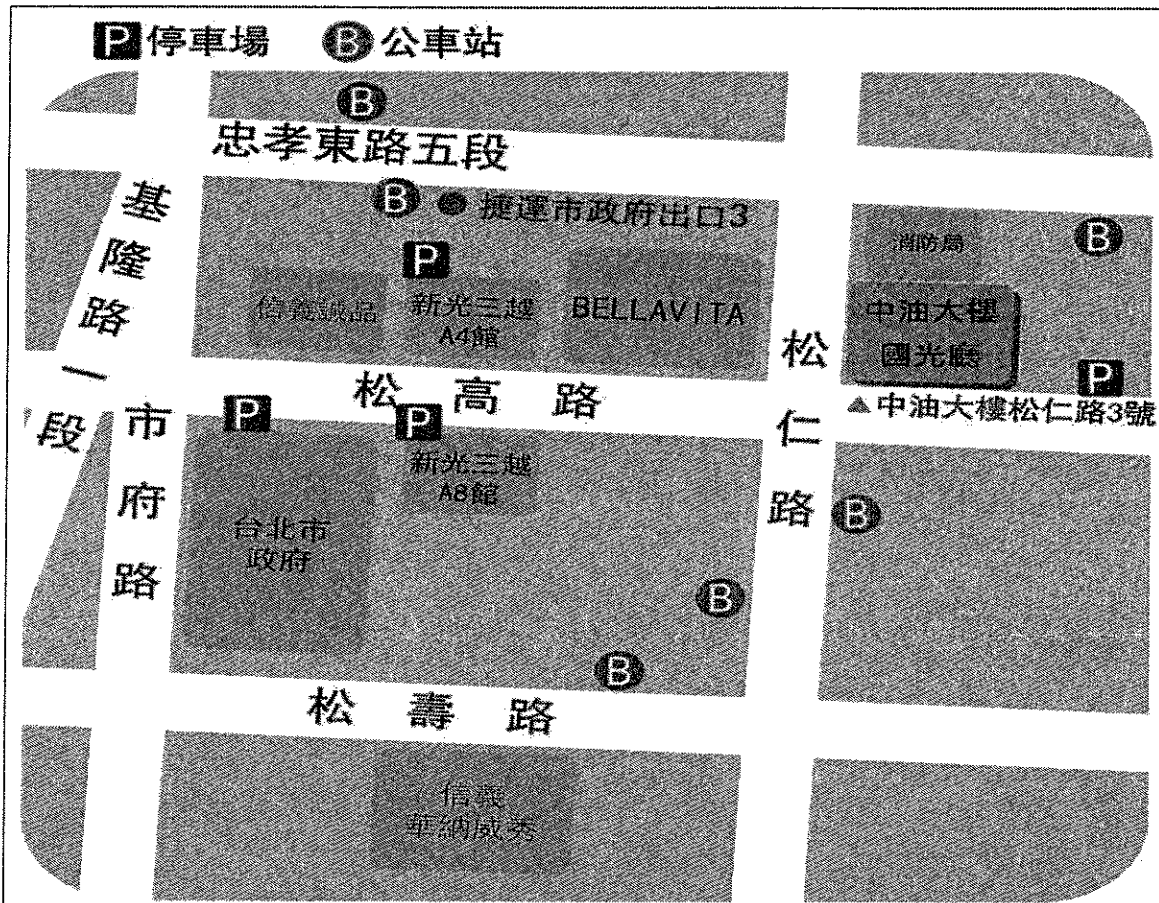 P 停車場 B 公車站
B
忠孝東路五段
基隆路一段
B 捷運市政府出口3
消防局
B
P
信義誠品
新光三越
A4館
BELLAVITA
中油大樓
國光廳
P
▲中油大樓松仁路3號
松高路
松仁路
市府路
P
P
新光三越
A8館
台北市
政府
B
B
B
松壽路
信義
華納威秀